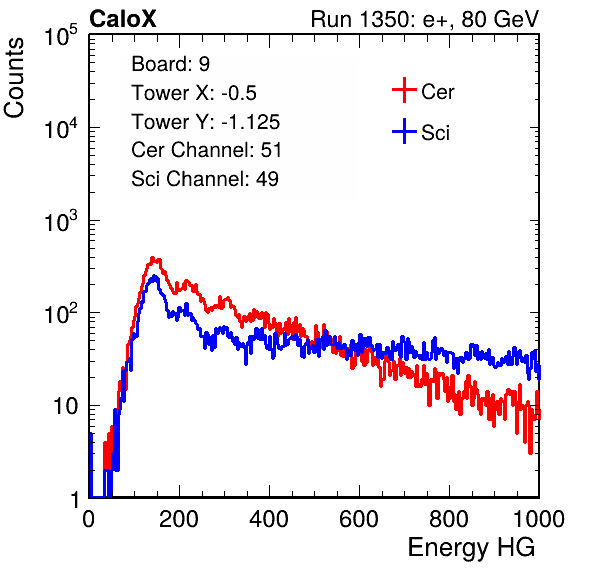 CaloX
Run 1350: e+, 80 GeV
Counts
10^5
10^4
10^3
10^2
10
1
Board: 9
Tower X: -0.5
Tower Y: -1.125
Cer Channel: 51
Sci Channel: 49
Cer
Sci
0 200 400 600 800 1000
Energy HG